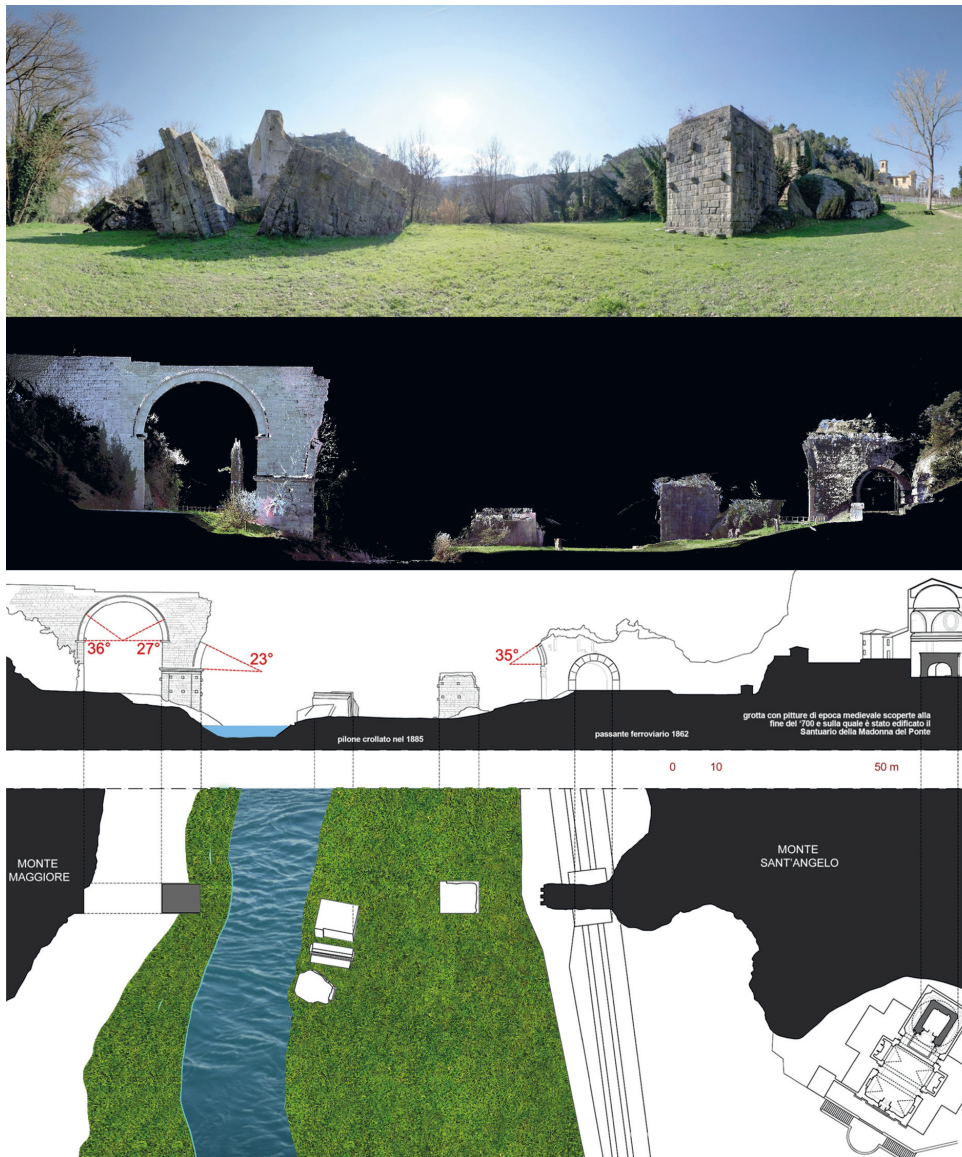 36°
27°
23°
35°
pilone crollato nel 1885
passante ferroviario 1862
grotta con pitture di epoca medievale scoperte alla
fine del '700 e sulla quale è stato edificato il
Santuario della Madonna del Ponte
0 10 50 m
MONTE
MAGGIORE
MONTE
SANT'ANGELO